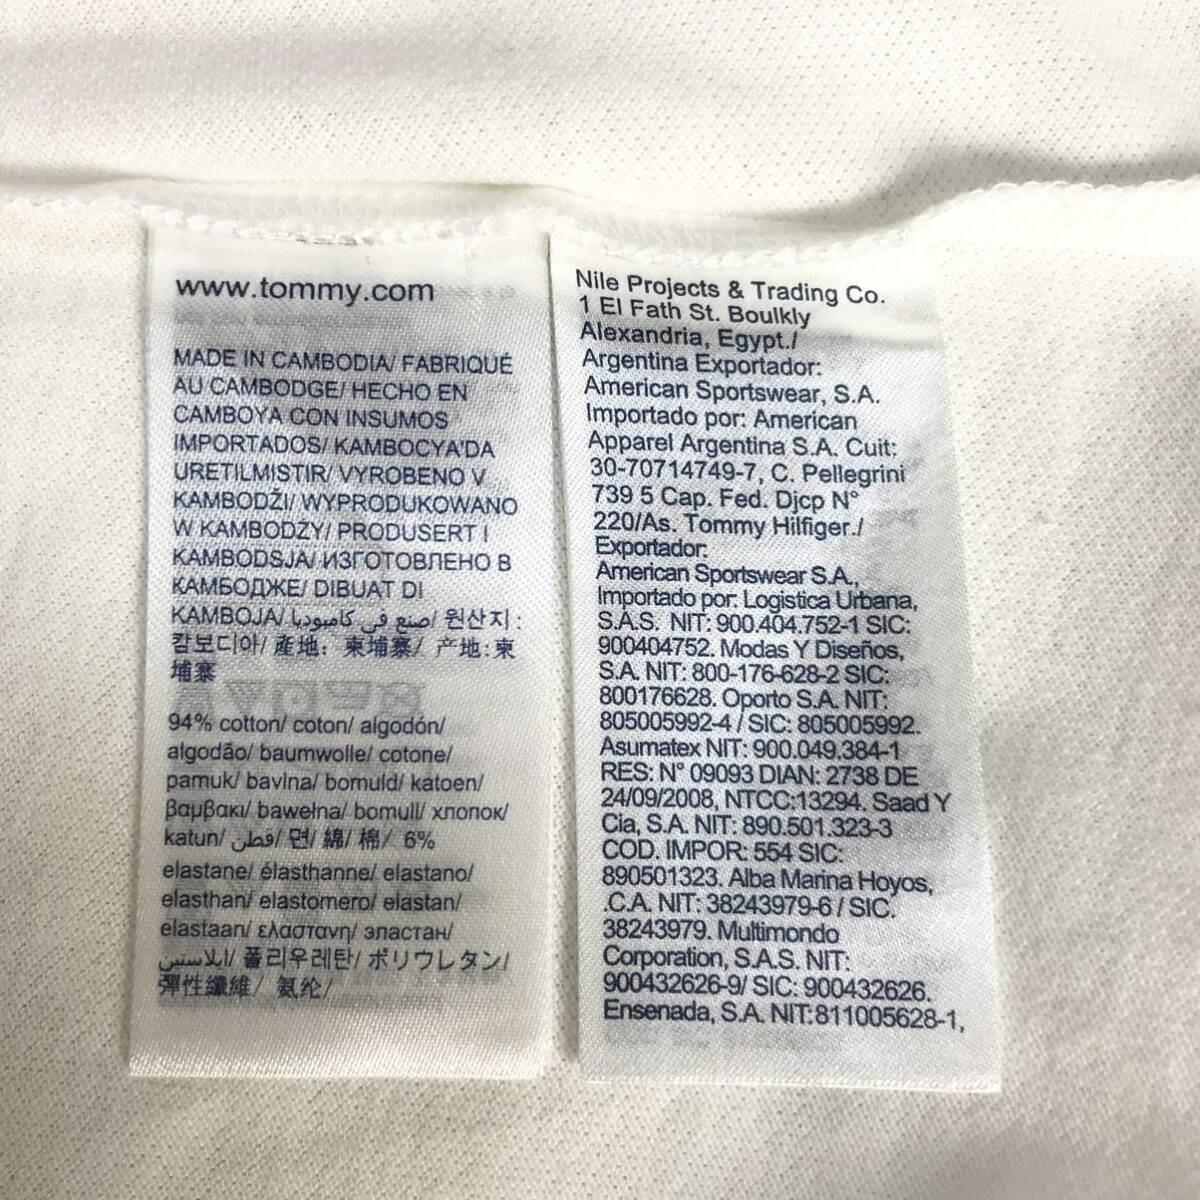 www.tommy.com
MADE IN CAMBODIA/ FABRIQUÉ
AU CAMBODGE/ HECHO EN
CAMBOYA CON INSUMOS
IMPORTADOS/ KAMBOCYA'DA
URETILMISTIR/ VYROBENO V
KAMBODŽI/ WYPRODUKOWANO
W KAMBODŻY/ PRODUSERT I
KAMBODSJA/ ИЗГОТОВЛЕНО В
КАМБОДЖЕ/ DIBUAT DI
KAMBOJA/ صنع في كامبوديا/ 원산지:
캄보디아/ 產地: 柬埔寨/ 产地:柬
埔寨
94% cotton/ coton/ algodón/
algodão/ baumwolle/ cotone/
pamuk/ bavlna/ bomuld/ katoen/
βαμβακι/ bawełna/ bomull/ хлопок/
katun/ قطن/ 면/ 綿/ 棉/ 6%
elastane/ élasthanne/ elastano/
elasthan/ elastomero/ elastan/
elastaan/ ελαστανη/ эластан/
ايلاستين/ 폴리우레탄/ ポリウレタン/
彈性纖維/ 氨纶/
Nile Projects & Trading Co.
1 El Fath St. Boulkly
Alexandria, Egypt./
Argentina Exportador:
American Sportswear, S.A.
Importado por: American
Apparel Argentina S.A. Cuit:
30-70714749-7, C. Pellegrini
739 5 Cap. Fed. Djcp N°
220/As. Tommy Hilfiger./
Exportador:
American Sportswear S.A.,
Importado por: Logistica Urbana,
S.A.S. NIT: 900.404.752-1 SIC:
900404752. Modas Y Diseños,
S.A. NIT: 800-176-628-2 SIC:
800176628. Oporto S.A. NIT:
805005992-4 / SIC: 805005992.
Asumatex NIT: 900.049.384-1
RES: N° 09093 DIAN: 2738 DE
24/09/2008, NTCC:13294. Saad Y
Cia, S.A. NIT: 890.501.323-3
COD. IMPOR: 554 SIC:
890501323. Alba Marina Hoyos,
.C.A. NIT: 38243979-6 / SIC.
38243979. Multimondo
Corporation, S.A.S. NIT:
900432626-9/ SIC: 900432626.
Ensenada, S.A. NIT:811005628-1,